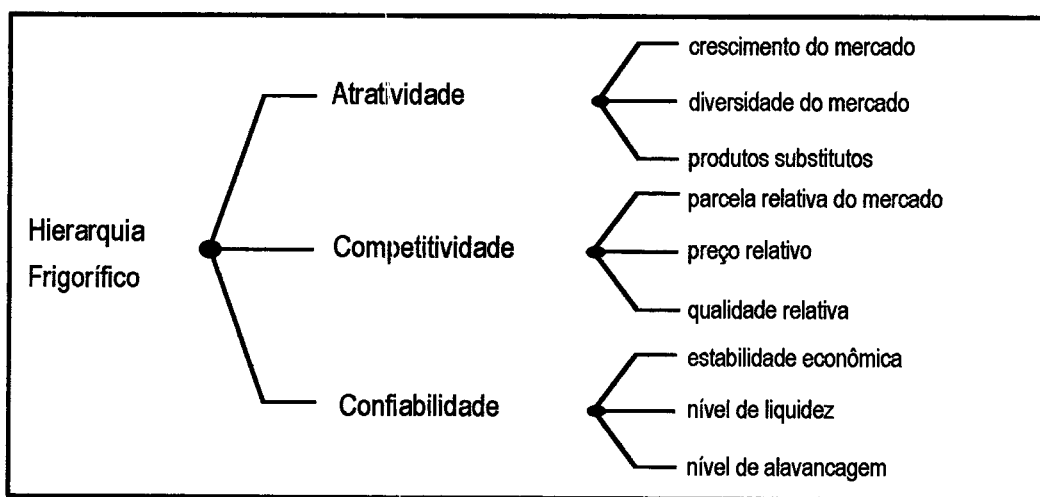 Hierarquia
Frigorífico
Atratividade
crescimento do mercado
diversidade do mercado
produtos substitutos
Competitividade
parcela relativa do mercado
preço relativo
qualidade relativa
Confiabilidade
estabilidade econômica
nível de liquidez
nível de alavancagem